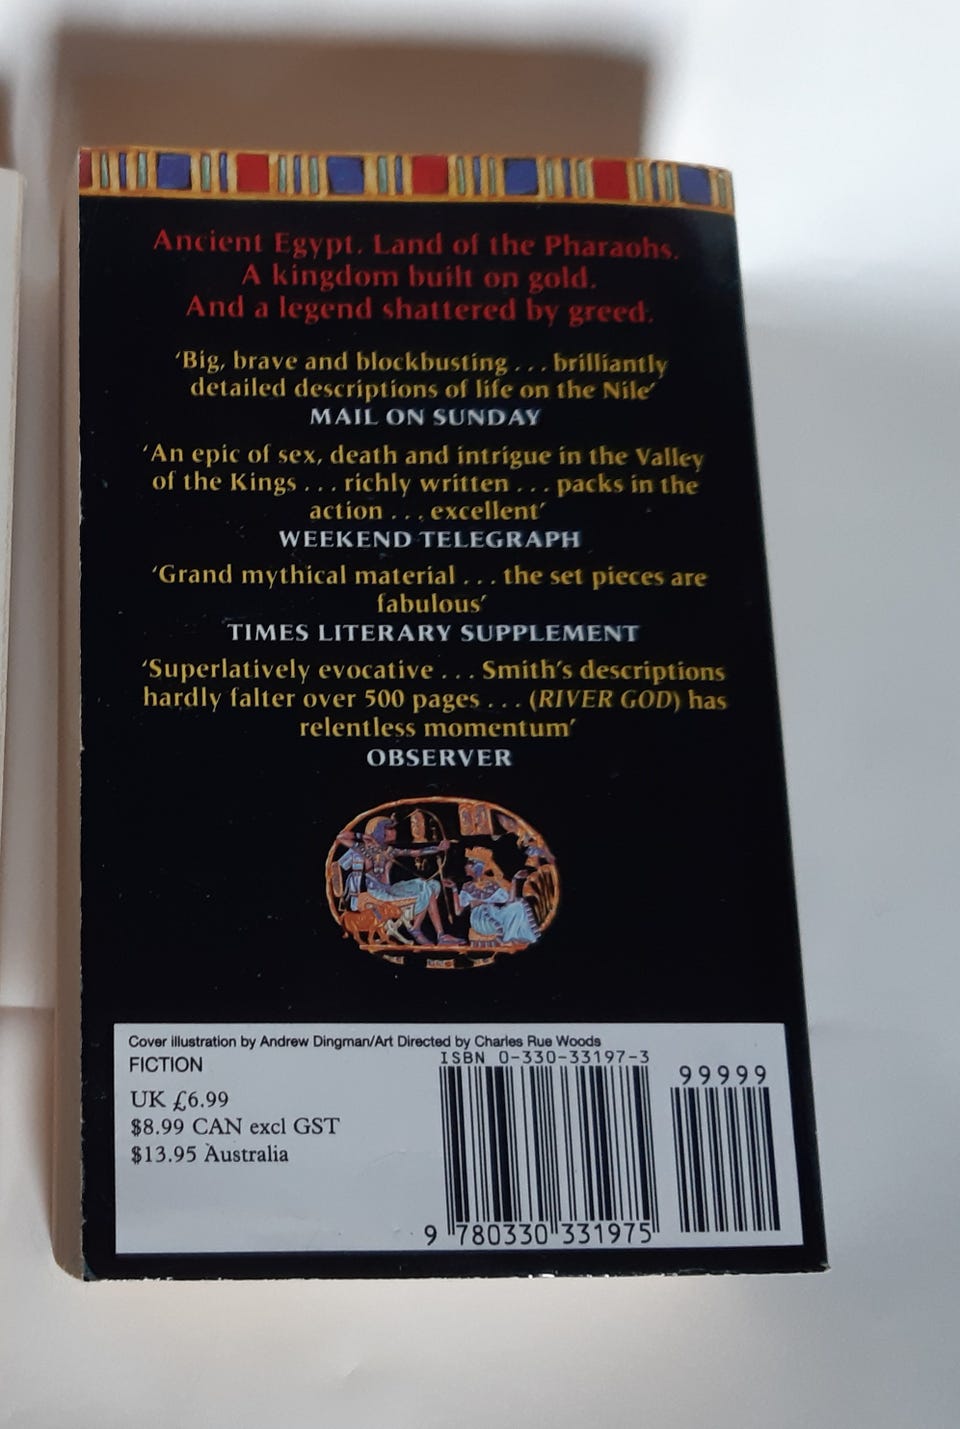 Ancient Egypt. Land of the Pharaohs.
A kingdom built on gold.
And a legend shattered by greed.
‘Big, brave and blockbusting . . . brilliantly
detailed descriptions of life on the Nile’
MAIL ON SUNDAY
‘An epic of sex, death and intrigue in the Valley
of the Kings . . . richly written . . . packs in the
action . . . excellent’
WEEKEND TELEGRAPH
‘Grand mythical material . . . the set pieces are
fabulous’
TIMES LITERARY SUPPLEMENT
‘Superlatively evocative . . . Smith’s descriptions
hardly falter over 500 pages . . . (RIVER GOD) has
relentless momentum’
OBSERVER
Cover illustration by Andrew Dingman/Art Directed by Charles Rue Woods
FICTION
UK £6.99
$8.99 CAN excl GST
$13.95 Australia
ISBN 0-330-33197-3
99999
9 780330 331975